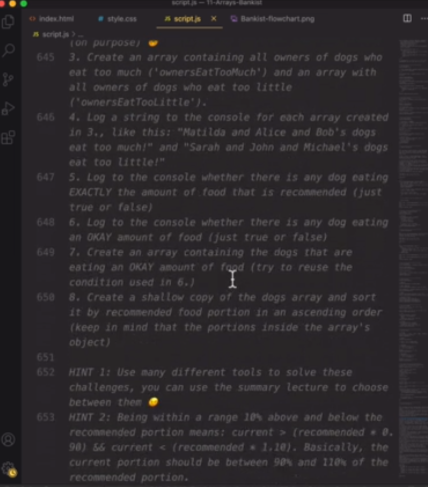 script.js — 11-Arrays-Bankist
index.html
style.css
script.js
Bankist-flowchart.png
script.js > ...
(on purpose) 🤓
645 3. Create an array containing all owners of dogs who
eat too much ('ownersEatTooMuch') and an array with
all owners of dogs who eat too little
('ownersEatTooLittle').
646 4. Log a string to the console for each array created
in 3., like this: "Matilda and Alice and Bob's dogs
eat too much!" and "Sarah and John and Michael's dogs
eat too little!"
647 5. Log to the console whether there is any dog eating
EXACTLY the amount of food that is recommended (just
true or false)
648 6. Log to the console whether there is any dog eating
an OKAY amount of food (just true or false)
649 7. Create an array containing the dogs that are
eating an OKAY amount of food (try to reuse the
condition used in 6.)
650 8. Create a shallow copy of the dogs array and sort
it by recommended food portion in an ascending order
(keep in mind that the portions inside the array's
object)
651
652 HINT 1: Use many different tools to solve these
challenges, you can use the summary lecture to choose
between them 😉
653 HINT 2: Being within a range 10% above and below the
recommended portion means: current > (recommended * 0.
90) && current < (recommended * 1.10). Basically, the
current portion should be between 90% and 110% of the
recommended portion.